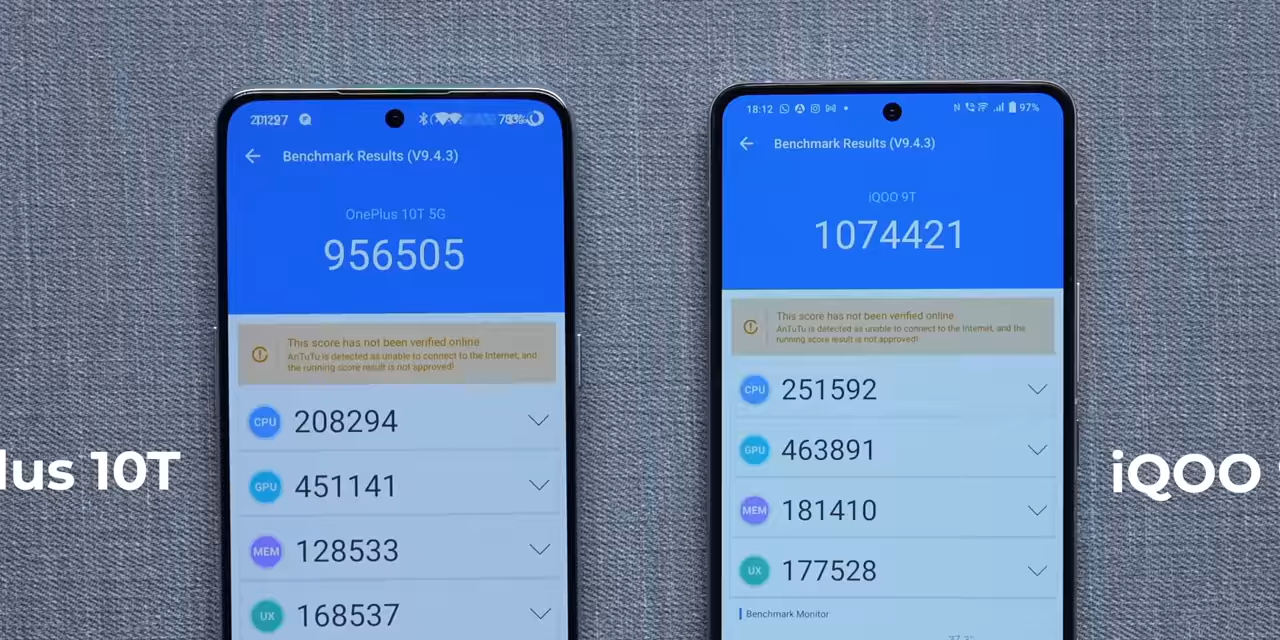 Benchmark Results (V9.4.3)
OnePlus 10T 5G
956505
This score has not been verified online
AnTuTu is detected as unable to connect to the Internet, and
the running score result is not approved!
CPU 208294
GPU 451141
MEM 128533
UX 168537
lus 10T
18:12 97%
Benchmark Results (V9.4.3)
iQOO 9T
1074421
This score has not been verified online
AnTuTu is detected as unable to connect to the Internet, and the
running score result is not approved!
CPU 251592
GPU 463891
MEM 181410
UX 177528
Benchmark Monitor
iQOO